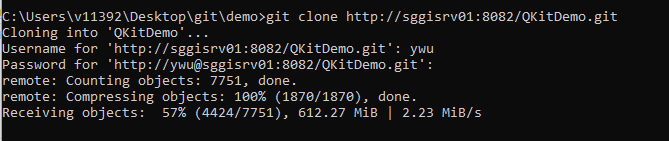 C:\Users\v11392\Desktop\git\demo>git clone http://sggisrv01:8082/QKitDemo.git
Cloning into 'QKitDemo'...
Username for 'http://sggisrv01:8082/QKitDemo.git': ywu
Password for 'http://ywu@sggisrv01:8082/QKitDemo.git':
remote: Counting objects: 7751, done.
remote: Compressing objects: 100% (1870/1870), done.
Receiving objects:  57% (4424/7751), 612.27 MiB | 2.23 MiB/s